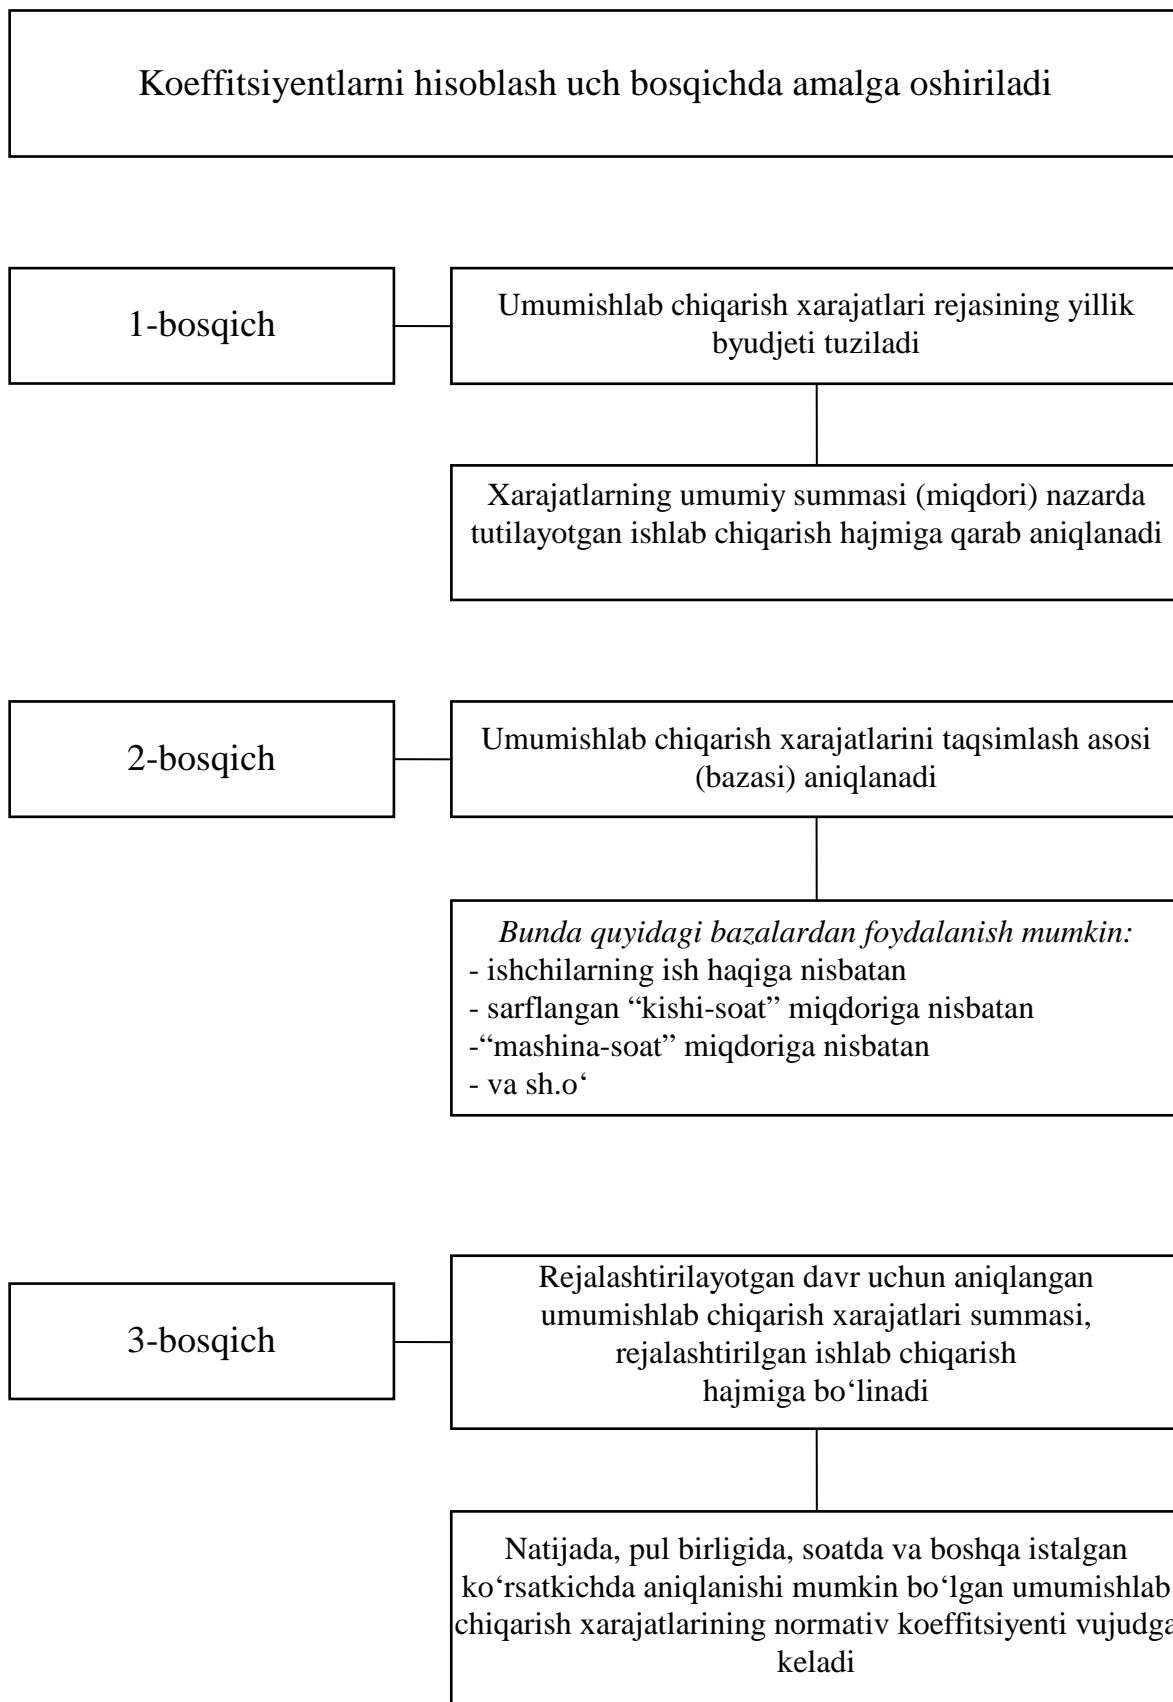 Koeffitsiyentlarni hisoblash uch bosqichda amalga oshiriladi
1-bosqich
Umumishlab chiqarish xarajatlari rejasining yillik
byudjeti tuziladi
Xarajatlarning umumiy summasi (miqdori) nazarda
tutilayotgan ishlab chiqarish hajmiga qarab aniqlanadi
2-bosqich
Umumishlab chiqarish xarajatlarini taqsimlash asosi
(bazasi) aniqlanadi
Bunda quyidagi bazalardan foydalanish mumkin:
- ishchilarning ish haqiga nisbatan
- sarflangan “kishi-soat” miqdoriga nisbatan
-“mashina-soat” miqdoriga nisbatan
- va sh.o‘
3-bosqich
Rejalashtirilayotgan davr uchun aniqlangan
umumishlab chiqarish xarajatlari summasi,
rejalashtirilgan ishlab chiqarish
hajmiga bo‘linadi
Natijada, pul birligida, soatda va boshqa istalgan
ko‘rsatkichda aniqlanishi mumkin bo‘lgan umumishlab
chiqarish xarajatlarining normativ koeffitsiyenti vujudga
keladi